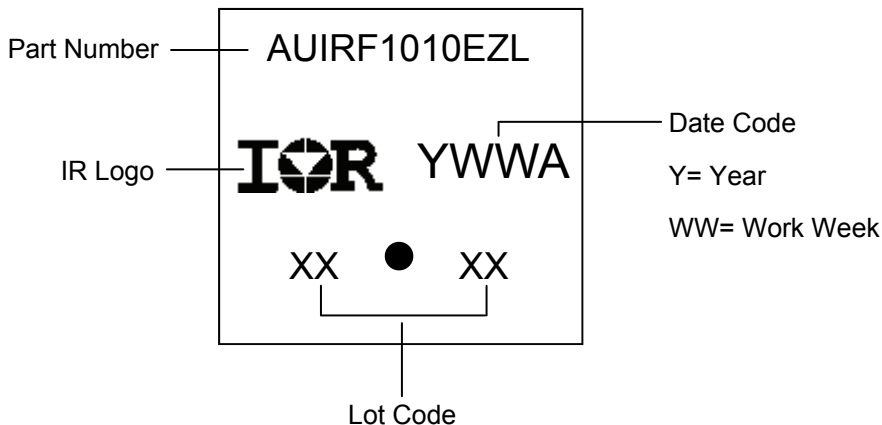 Part Number
AUIRF1010EZL
IR Logo
IOR
YWWA
Date Code
Y= Year
WW= Work Week
XX
XX
Lot Code